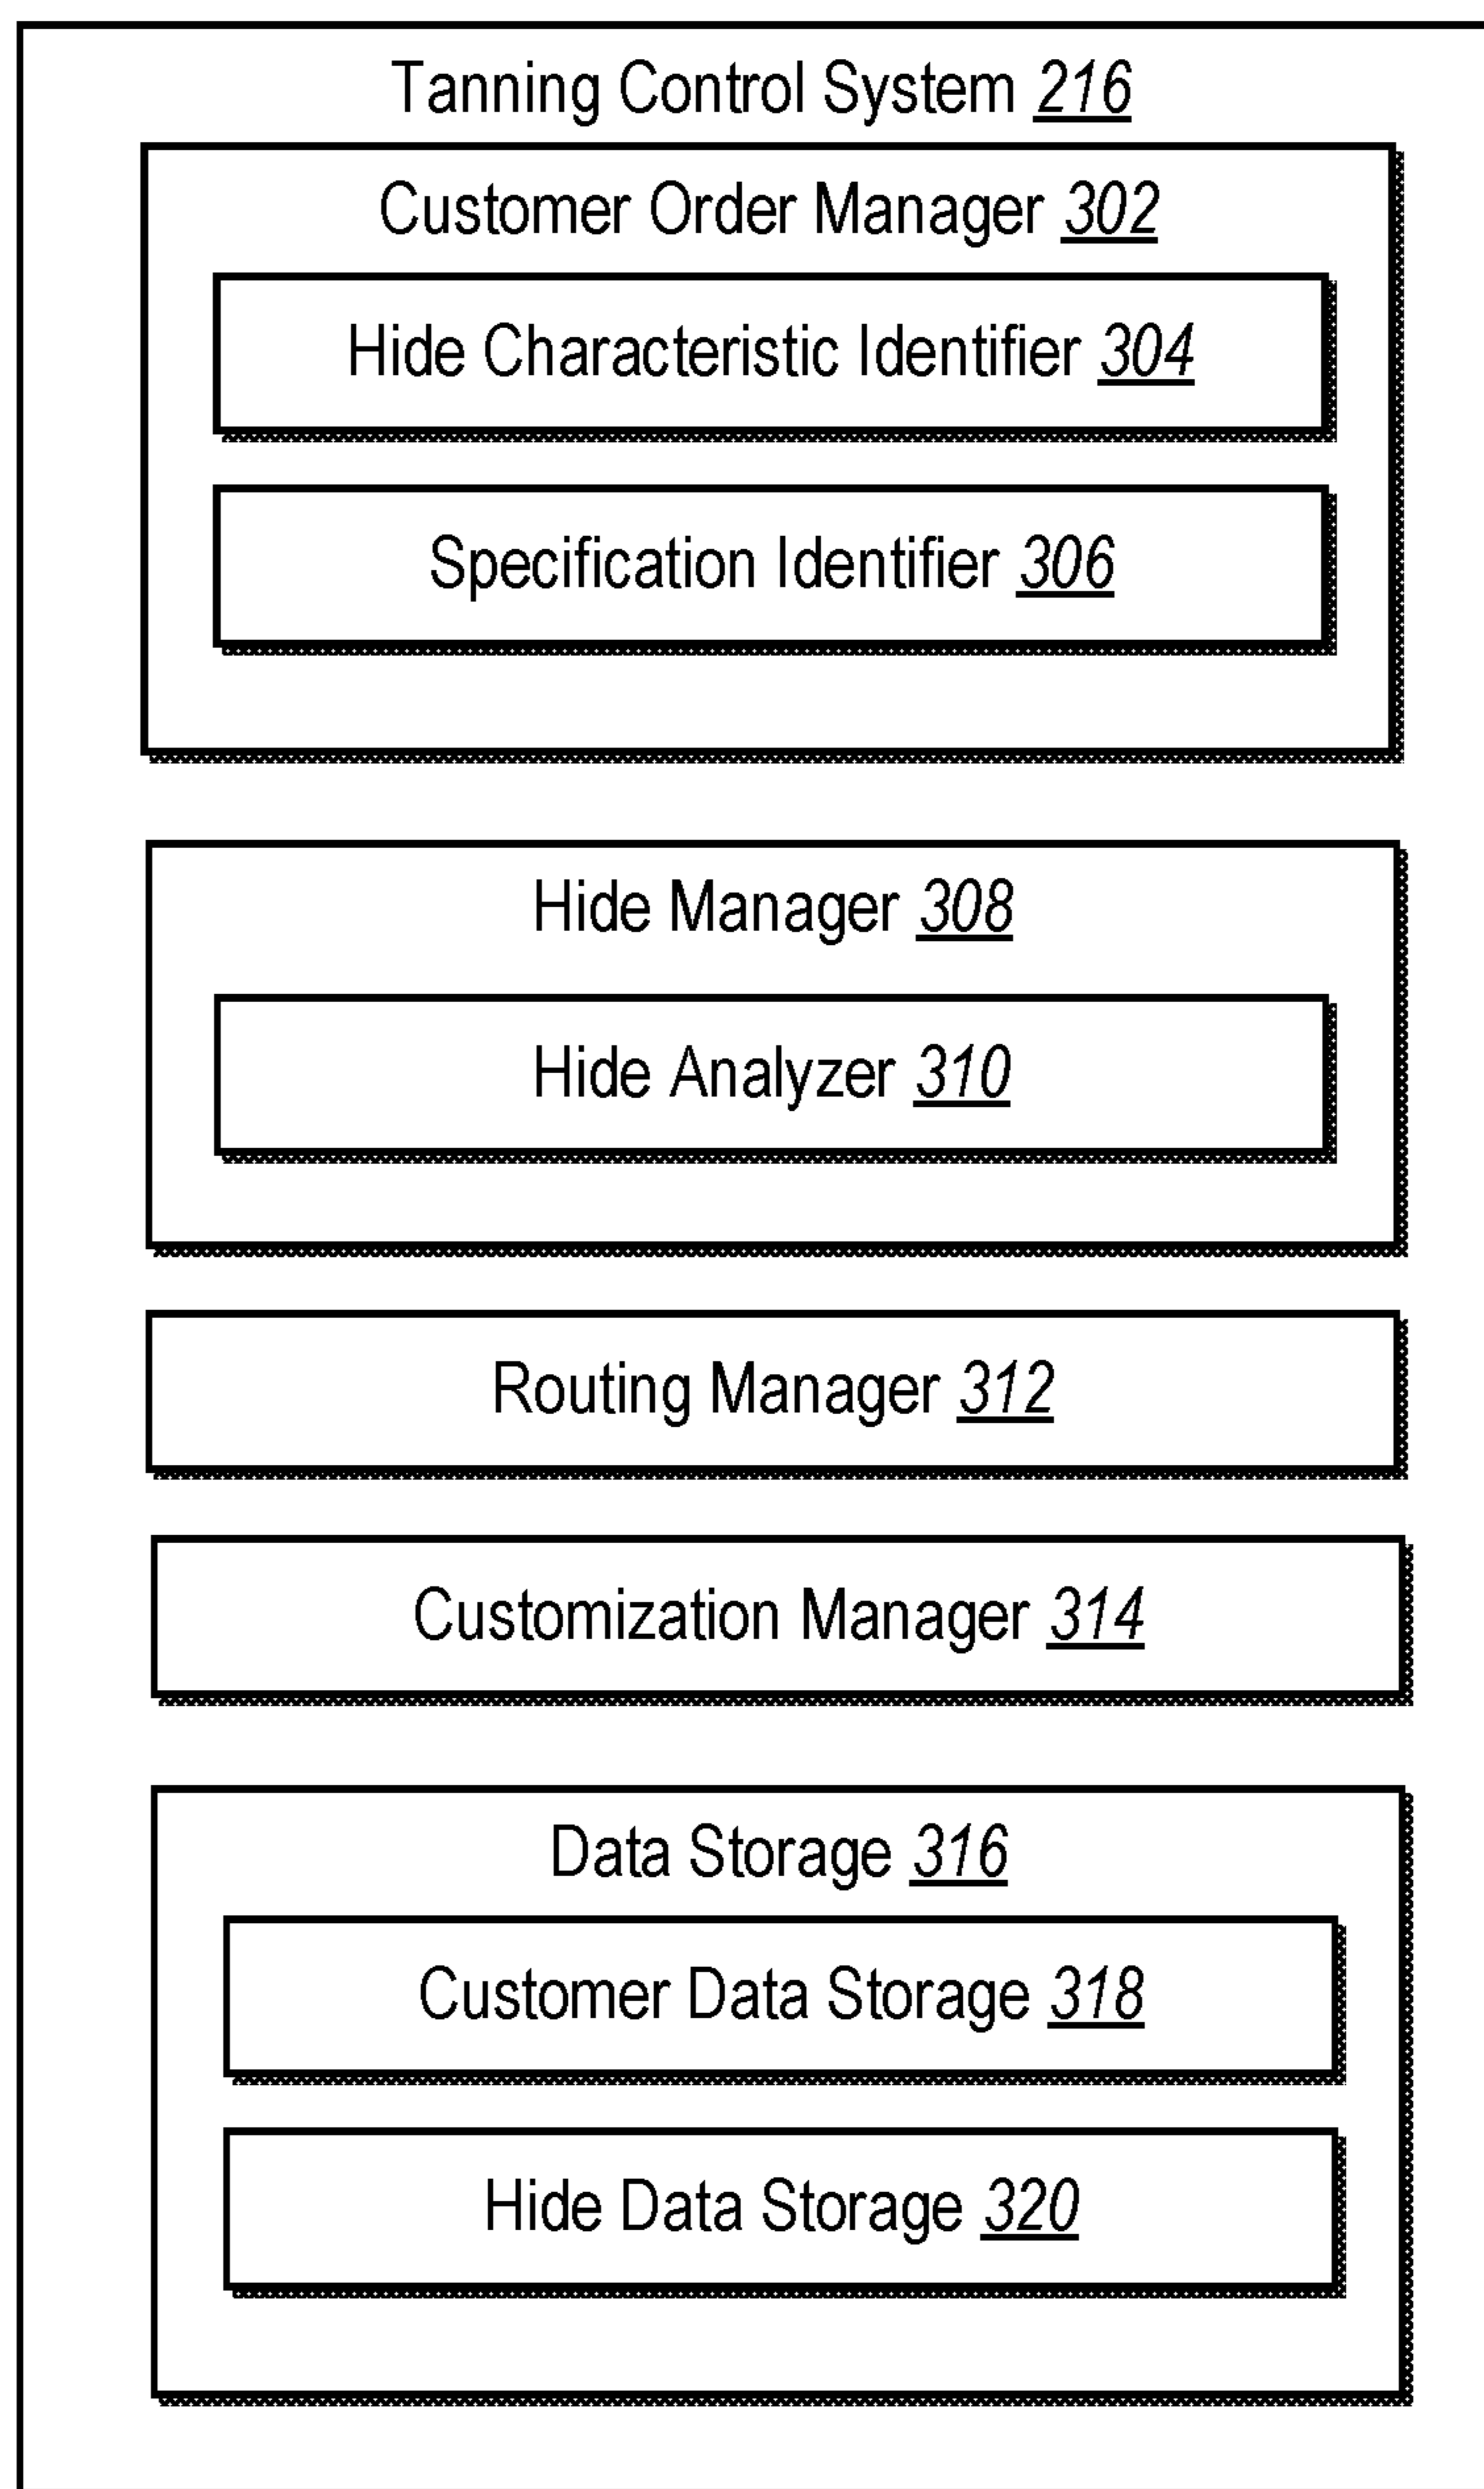 Tanning Control System 216
Customer Order Manager 302
Hide Characteristic Identifier 304
Specification Identifier 306
Hide Manager 308
Hide Analyzer 310
Routing Manager 312
Customization Manager 314
Data Storage 316
Customer Data Storage 318
Hide Data Storage 320